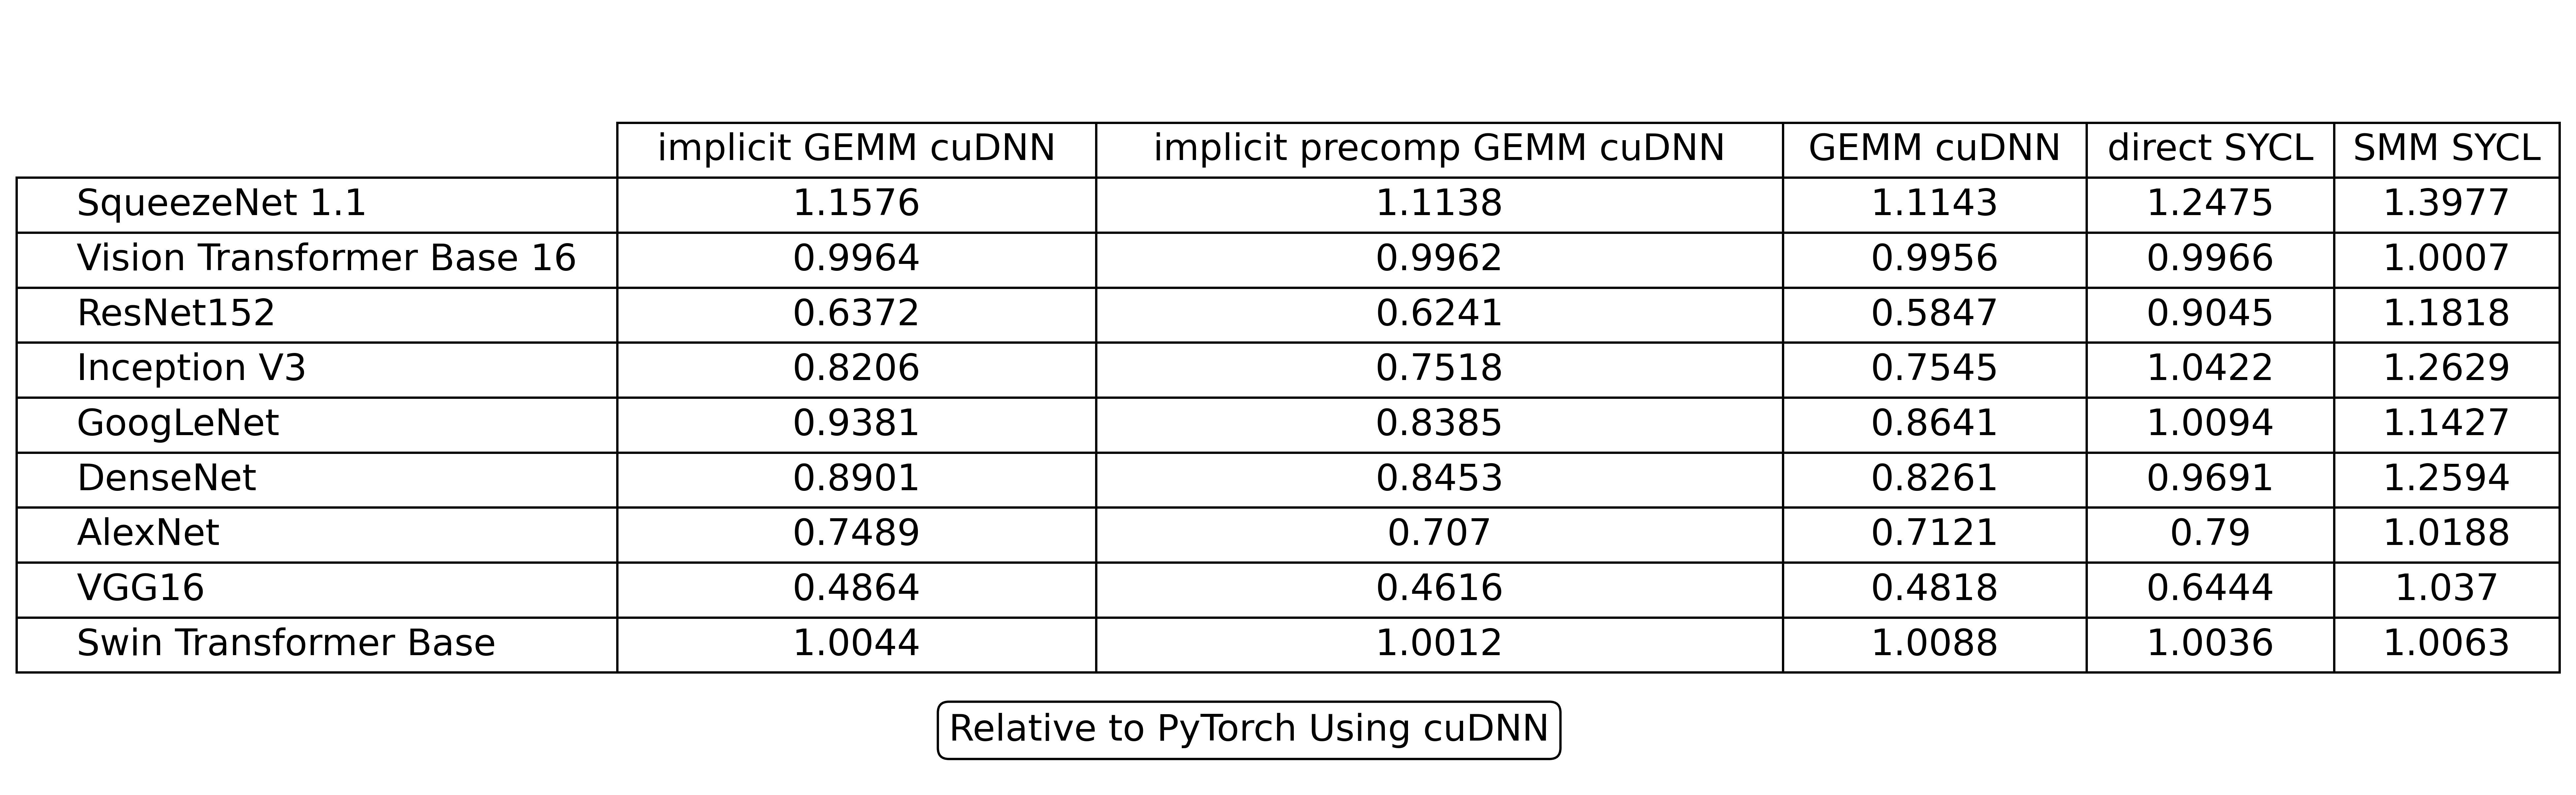 implicit GEMM cuDNN implicit precomp GEMM cuDNN GEMM cuDNN direct SYCL SMM SYCL
SqueezeNet 1.1 1.1576 1.1138 1.1143 1.2475 1.3977
Vision Transformer Base 16 0.9964 0.9962 0.9956 0.9966 1.0007
ResNet152 0.6372 0.6241 0.5847 0.9045 1.1818
Inception V3 0.8206 0.7518 0.7545 1.0422 1.2629
GoogLeNet 0.9381 0.8385 0.8641 1.0094 1.1427
DenseNet 0.8901 0.8453 0.8261 0.9691 1.2594
AlexNet 0.7489 0.707 0.7121 0.79 1.0188
VGG16 0.4864 0.4616 0.4818 0.6444 1.037
Swin Transformer Base 1.0044 1.0012 1.0088 1.0036 1.0063
Relative to PyTorch Using cuDNN